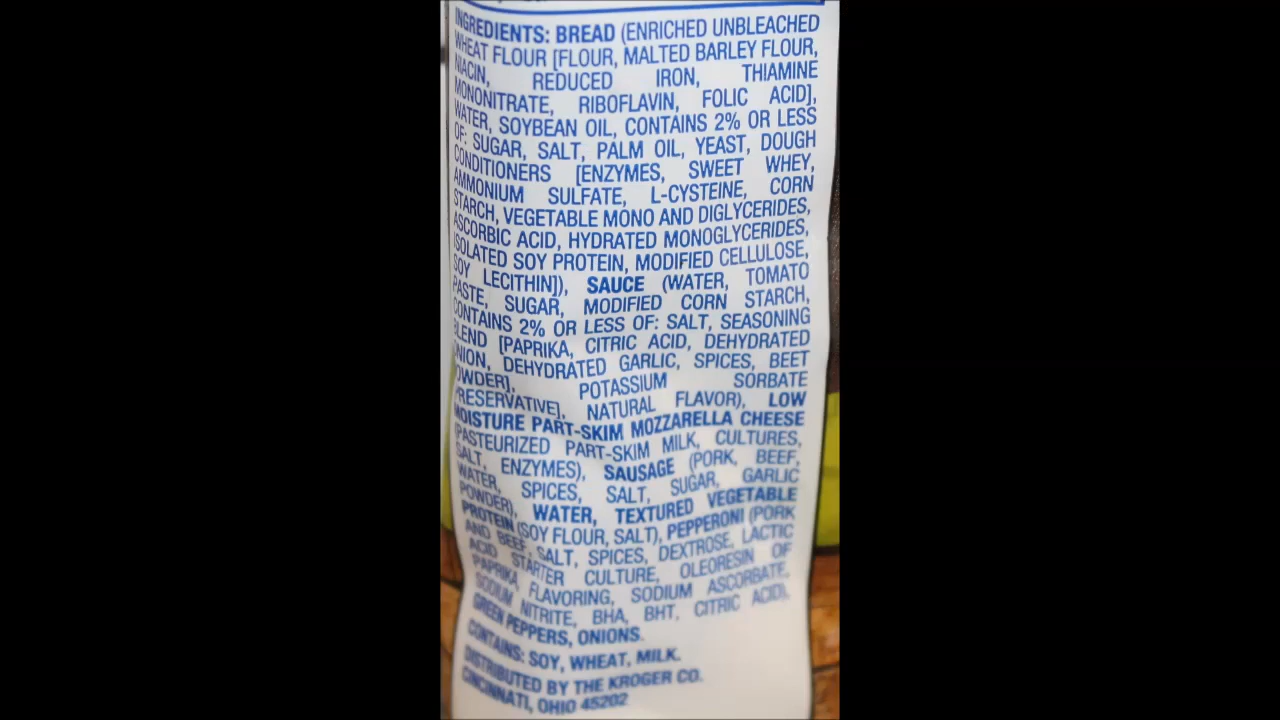 INGREDIENTS: BREAD (ENRICHED UNBLEACHED
WHEAT FLOUR [FLOUR, MALTED BARLEY FLOUR,
NIACIN, REDUCED IRON, THIAMINE
MONONITRATE, RIBOFLAVIN, FOLIC ACID],
WATER, SOYBEAN OIL, CONTAINS 2% OR LESS
OF: SUGAR, SALT, PALM OIL, YEAST, DOUGH
CONDITIONERS [ENZYMES, SWEET WHEY,
AMMONIUM SULFATE, L-CYSTEINE, CORN
STARCH, VEGETABLE MONO AND DIGLYCERIDES,
ASCORBIC ACID, HYDRATED MONOGLYCERIDES,
ISOLATED SOY PROTEIN, MODIFIED CELLULOSE,
SOY LECITHIN]), SAUCE (WATER, TOMATO
PASTE, SUGAR, MODIFIED CORN STARCH,
CONTAINS 2% OR LESS OF: SALT, SEASONING
BLEND [PAPRIKA, CITRIC ACID, DEHYDRATED
ONION, DEHYDRATED GARLIC, SPICES, BEET
POWDER], POTASSIUM SORBATE
[PRESERVATIVE], NATURAL FLAVOR), LOW
MOISTURE PART-SKIM MOZZARELLA CHEESE
(PASTEURIZED PART-SKIM MILK, CULTURES,
SALT, ENZYMES), SAUSAGE (PORK, BEEF,
WATER, SPICES, SALT, SUGAR, GARLIC
POWDER), WATER, TEXTURED VEGETABLE
PROTEIN (SOY FLOUR, SALT), PEPPERONI (PORK
AND BEEF, SALT, SPICES, DEXTROSE, LACTIC
ACID STARTER CULTURE, OLEORESIN OF
PAPRIKA, FLAVORING, SODIUM ASCORBATE,
SODIUM NITRITE, BHA, BHT, CITRIC ACID),
GREEN PEPPERS, ONIONS.
CONTAINS: SOY, WHEAT, MILK.
DISTRIBUTED BY THE KROGER CO.
CINCINNATI, OHIO 45202